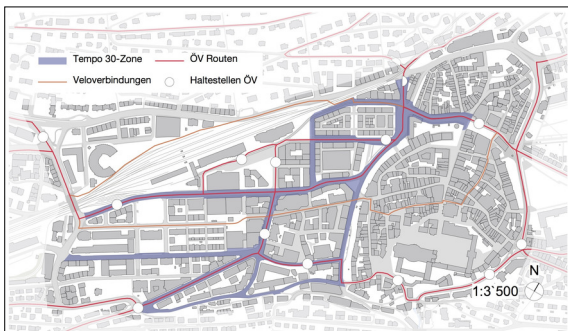 Tempo 30-Zone
ÖV Routen
Veloverbindungen
Haltestellen ÖV
N
1:3`500